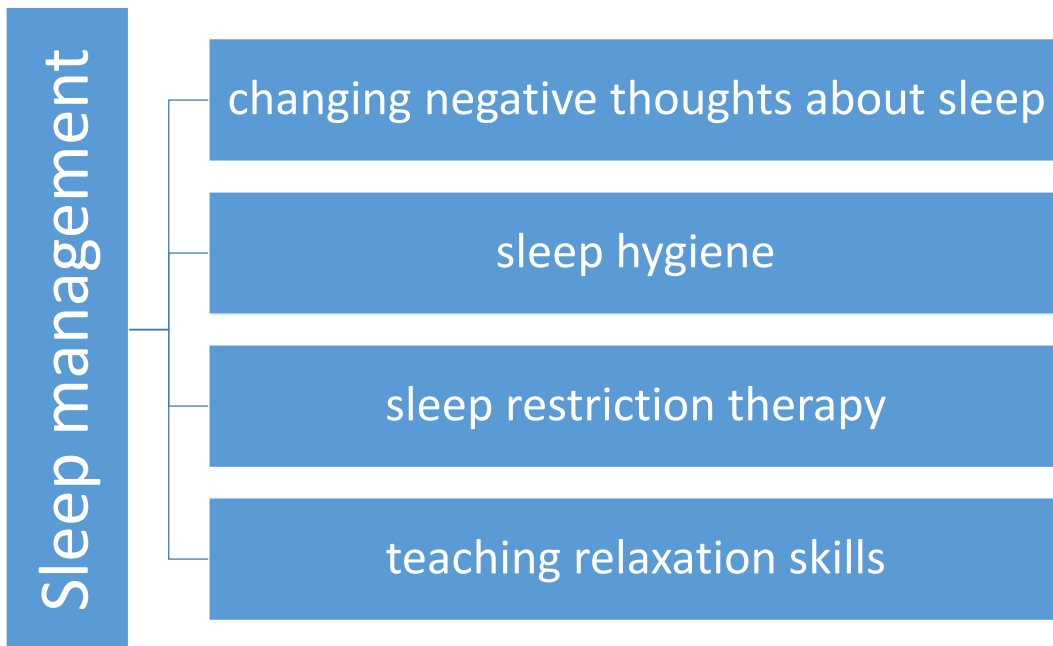 Sleep management
changing negative thoughts about sleep
sleep hygiene
sleep restriction therapy
teaching relaxation skills